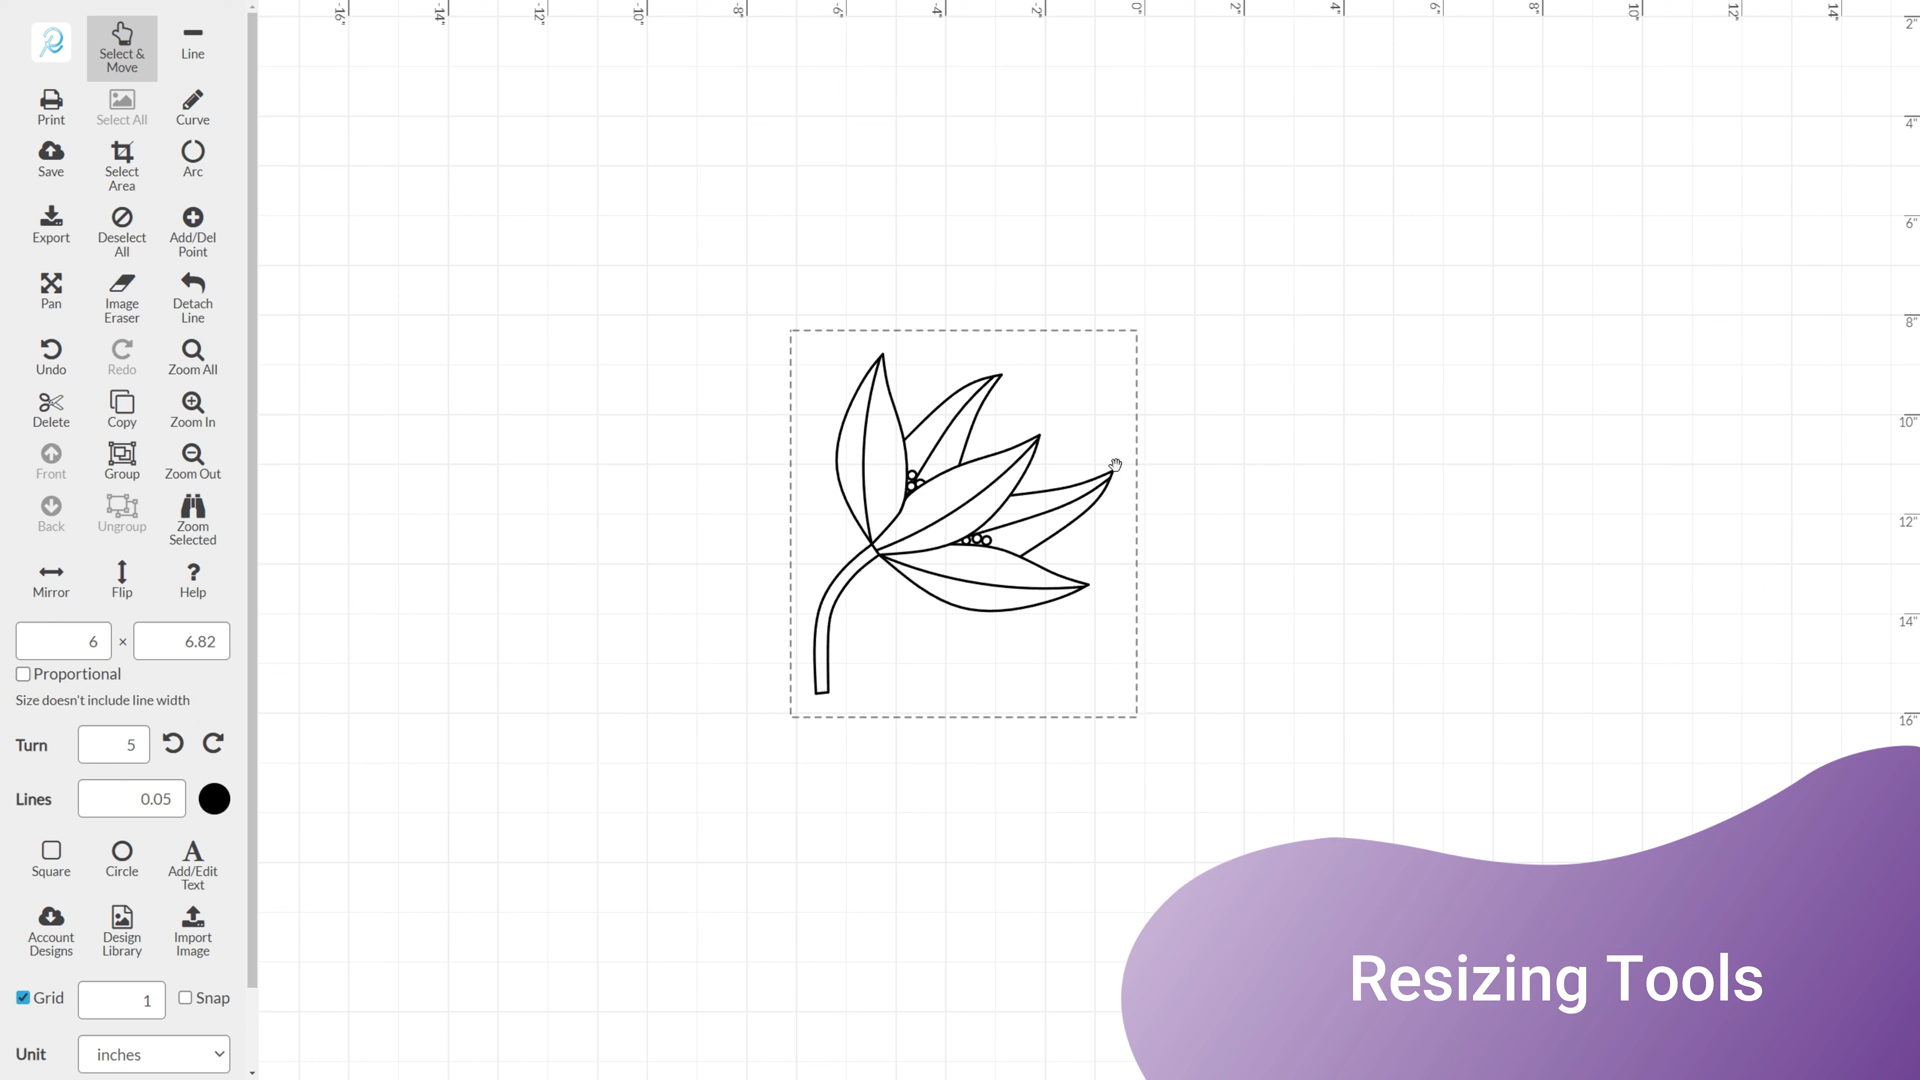 -16" -14" -12" -10" -8" -6" -4" 2" 0" 2" 4" 6" 8" 10" 12" 14"
2"
4"
6"
8"
10"
12"
14"
16"
Select & Move
Line
Print
Select All
Curve
Save
Select Area
Arc
Export
Deselect All
Add/Del Point
Pan
Image Eraser
Detach Line
Undo
Redo
Zoom All
Delete
Copy
Zoom In
Front
Group
Zoom Out
Back
Ungroup
Zoom Selected
Mirror
Flip
Help
6 × 6.82
Proportional
Size doesn't include line width
Turn 5
Lines 0.05
Square
Circle
Add/Edit Text
Account Designs
Design Library
Import Image
Grid 1 Snap
Unit inches
Resizing Tools